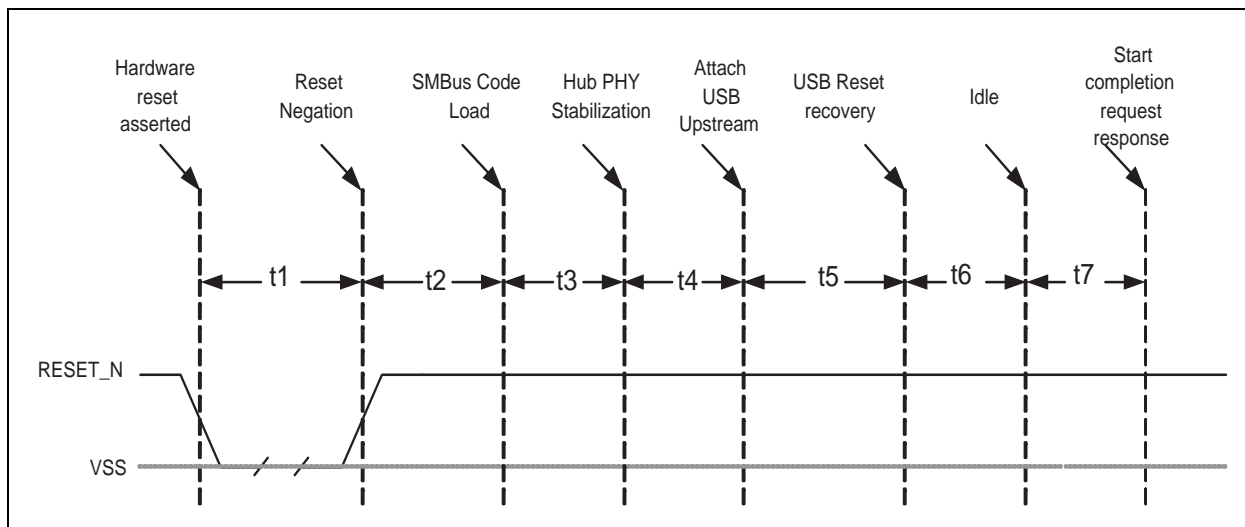 Hardware
reset
asserted
Reset
Negation
SMBus Code
Load
Hub PHY
Stabilization
Attach
USB
Upstream
USB Reset
recovery
Idle
Start
completion
request
response
t1
t2
t3
t4
t5
t6
t7
RESET_N
VSS